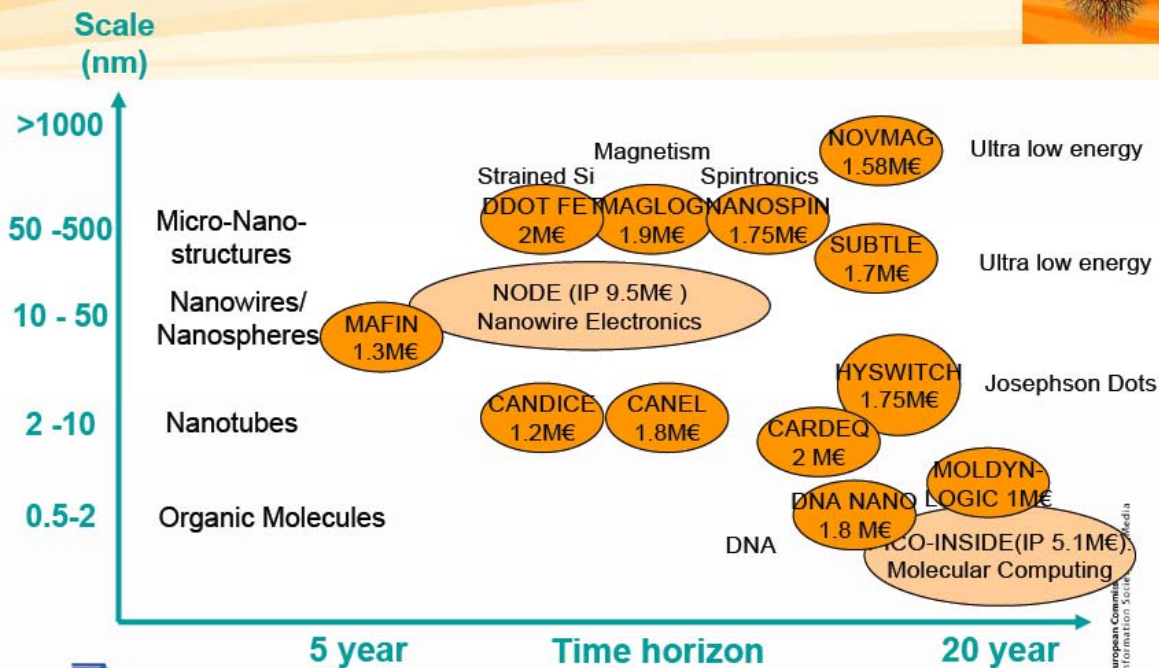 Scale
(nm)
>1000
NOVMAG
1.58M€
Ultra low energy
Magnetism
Strained Si
Spintronics
50 -500
Micro-Nano-
structures
DDOT FET
2M€
MAGLOG
1.9M€
NANOSPIN
1.75M€
SUBTLE
1.7M€
Ultra low energy
10 - 50
Nanowires/
Nanospheres
MAFIN
1.3M€
NODE (IP 9.5M€ )
Nanowire Electronics
HYSWITCH
1.75M€
Josephson Dots
2 -10
Nanotubes
CANDICE
1.2M€
CANEL
1.8M€
CARDEQ
2 M€
MOLDYN-
LOGIC 1M€
0.5-2
Organic Molecules
DNA NANO
1.8 M€
DNA
ICO-INSIDE(IP 5.1M€).
Molecular Computing
5 year
Time horizon
20 year
Media